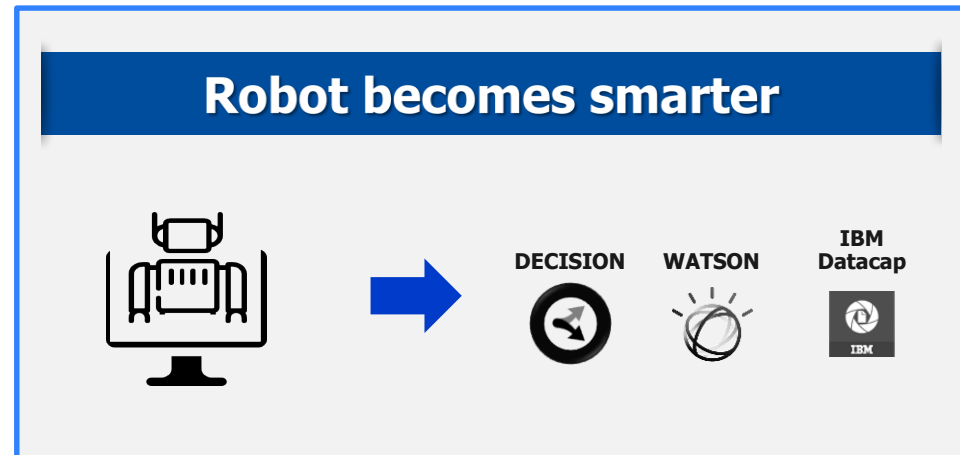 Robot becomes smarter
DECISION
WATSON
IBM
Datacap
IBM